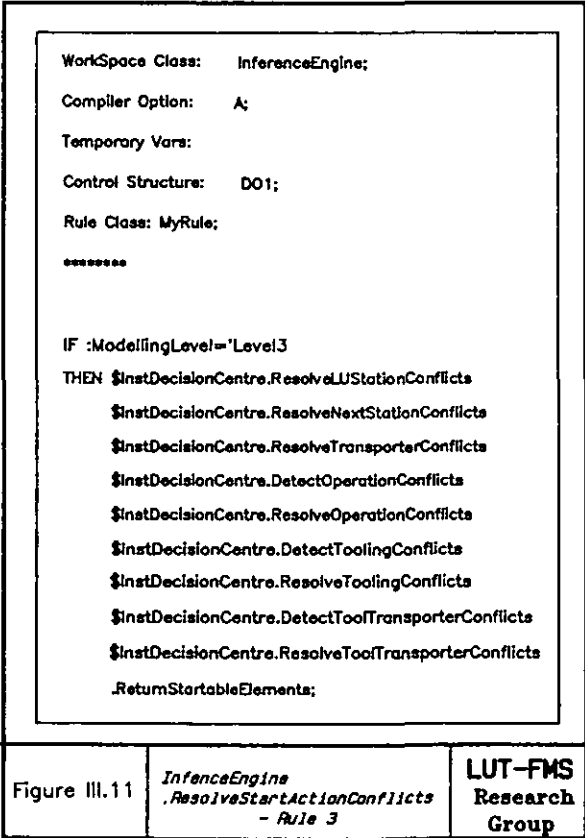 WorkSpace Class: InferenceEngine;
Compiler Option: A;
Temporary Vars:
Control Structure: DO1;
Rule Class: MyRule;
********
IF :ModellingLevel='Level3
THEN $InstDecisionCentre.ResolveLUStationConflicts
$InstDecisionCentre.ResolveNextStationConflicts
$InstDecisionCentre.ResolveTransporterConflicts
$InstDecisionCentre.DetectOperationConflicts
$InstDecisionCentre.ResolveOperationConflicts
$InstDecisionCentre.DetectToolingConflicts
$InstDecisionCentre.ResolveToolingConflicts
$InstDecisionCentre.DetectToolTransporterConflicts
$InstDecisionCentre.ResolveToolTransporterConflicts
.ReturnStartableElements;
Figure III.11
InfenceEngine
.ResolveStartActionConflicts
- Rule 3
LUT-FMS
Research
Group